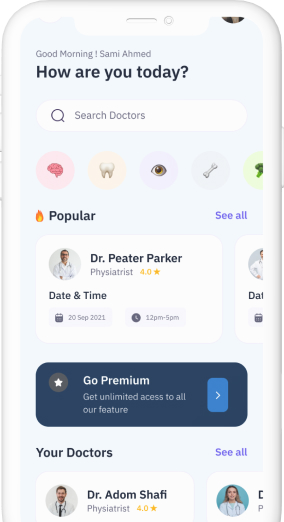 Good Morning ! Sami Ahmed
How are you today?
Search Doctors
Popular
See all
Dr. Peater Parker
Physiatrist 4.0
Date & Time
Dat
20 Sep 2021
12pm-5pm
Go Premium
Get unlimited acess to all
our feature
Your Doctors
See all
Dr. Adom Shafi
Physiatrist 4.0
D
P